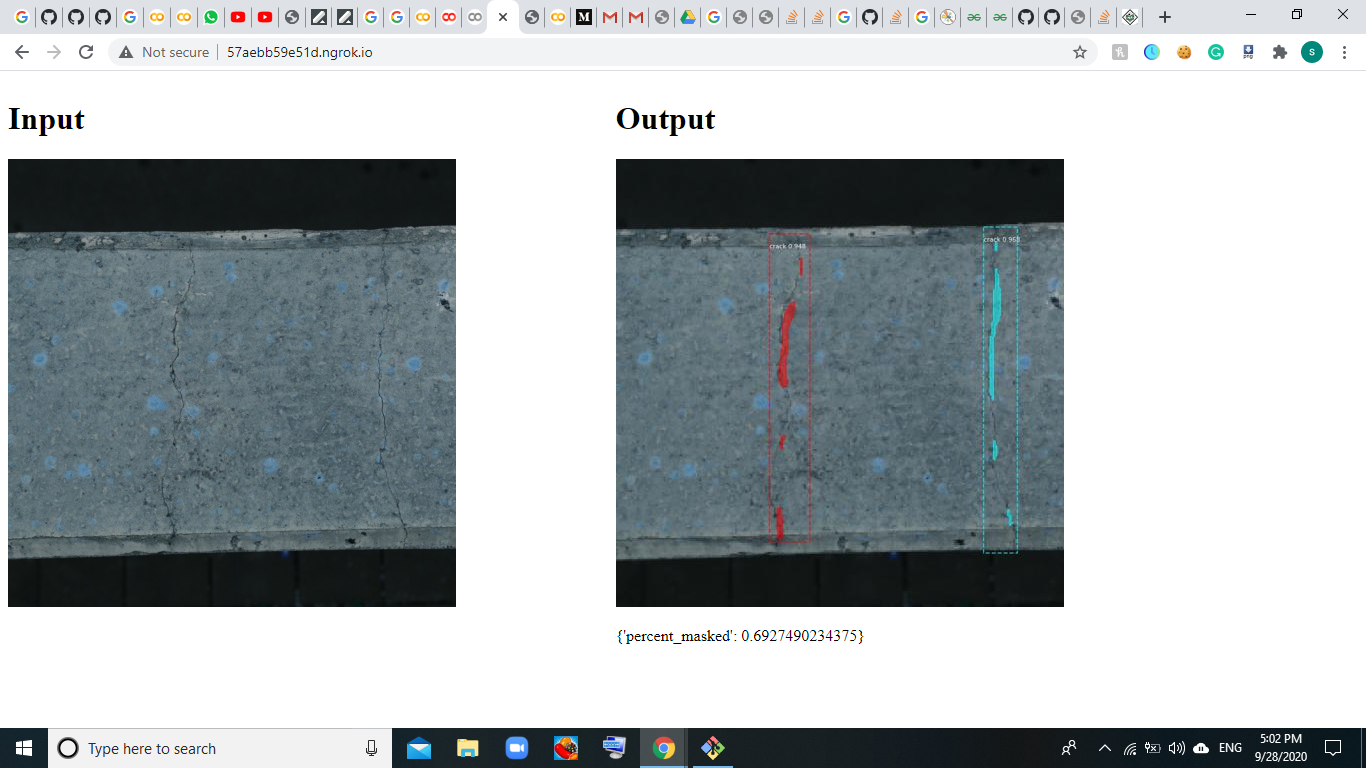 Not secure
57aebb59e51d.ngrok.io
S
Input
Output
crack 0.948
crack 0.968
{'percent_masked': 0.6927490234375}
Type here to search
ENG
5:02 PM
9/28/2020